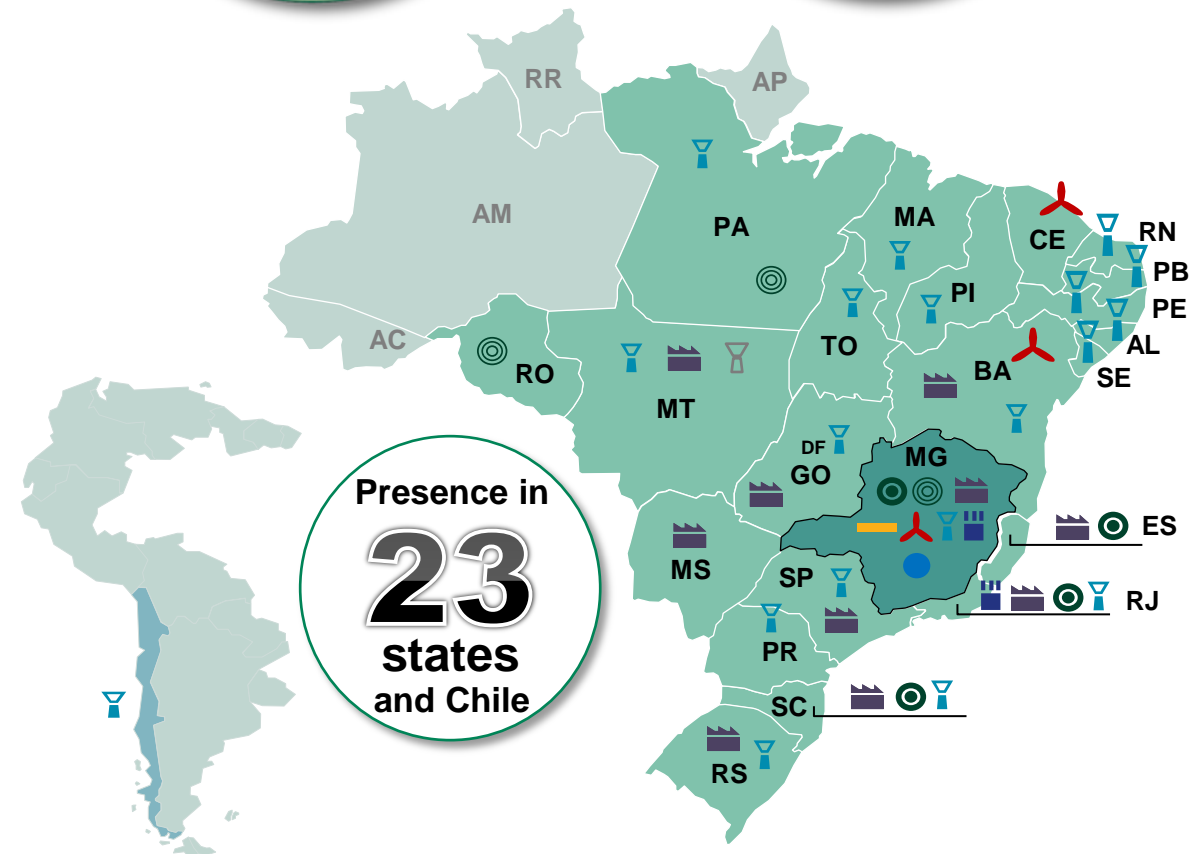 RR
AP
AM
PA
MA
CE
RN
PB
PE
AL
SE
PI
TO
BA
AC
RO
MT
DF
GO
MG
ES
RJ
MS
SP
PR
SC
RS
Presence in
23
states
and Chile